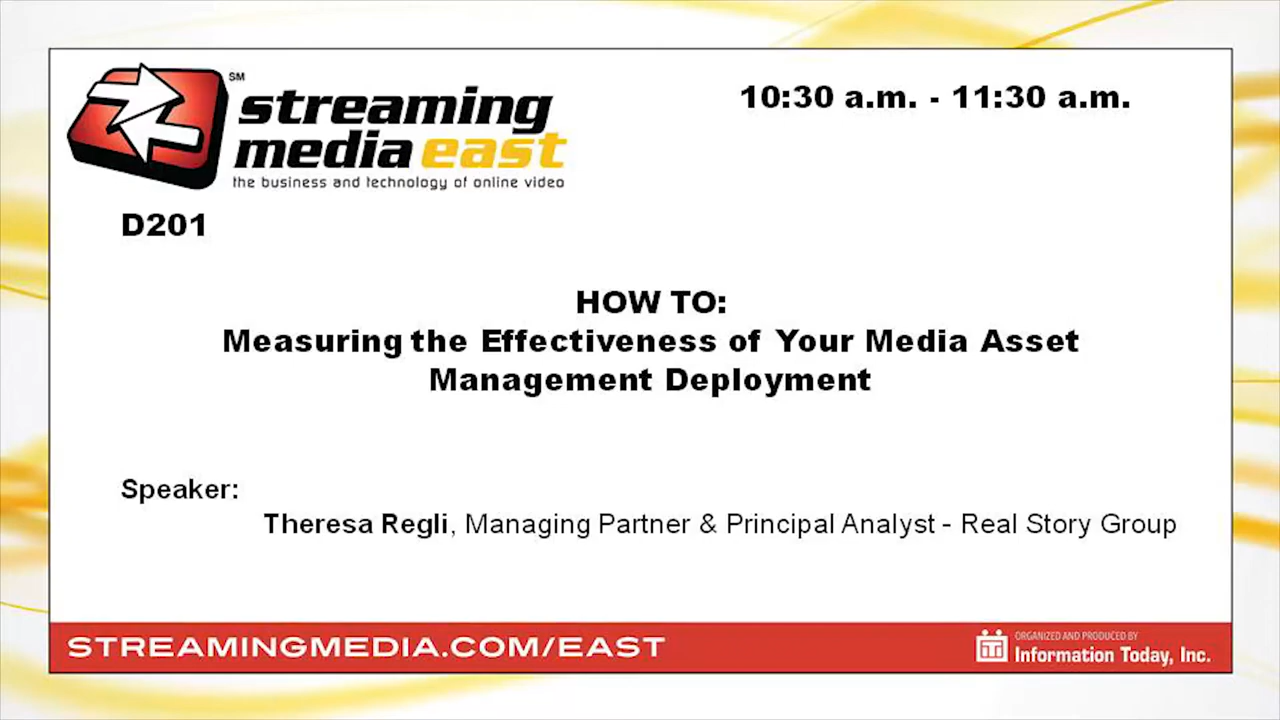 SM
streaming
media east
the business and technology of online video
10:30 a.m. - 11:30 a.m.
D201
HOW TO:
Measuring the Effectiveness of Your Media Asset
Management Deployment
Speaker:
Theresa Regli, Managing Partner & Principal Analyst - Real Story Group
STREAMINGMEDIA.COM/EAST
ORGANIZED AND PRODUCED BY
Information Today, Inc.